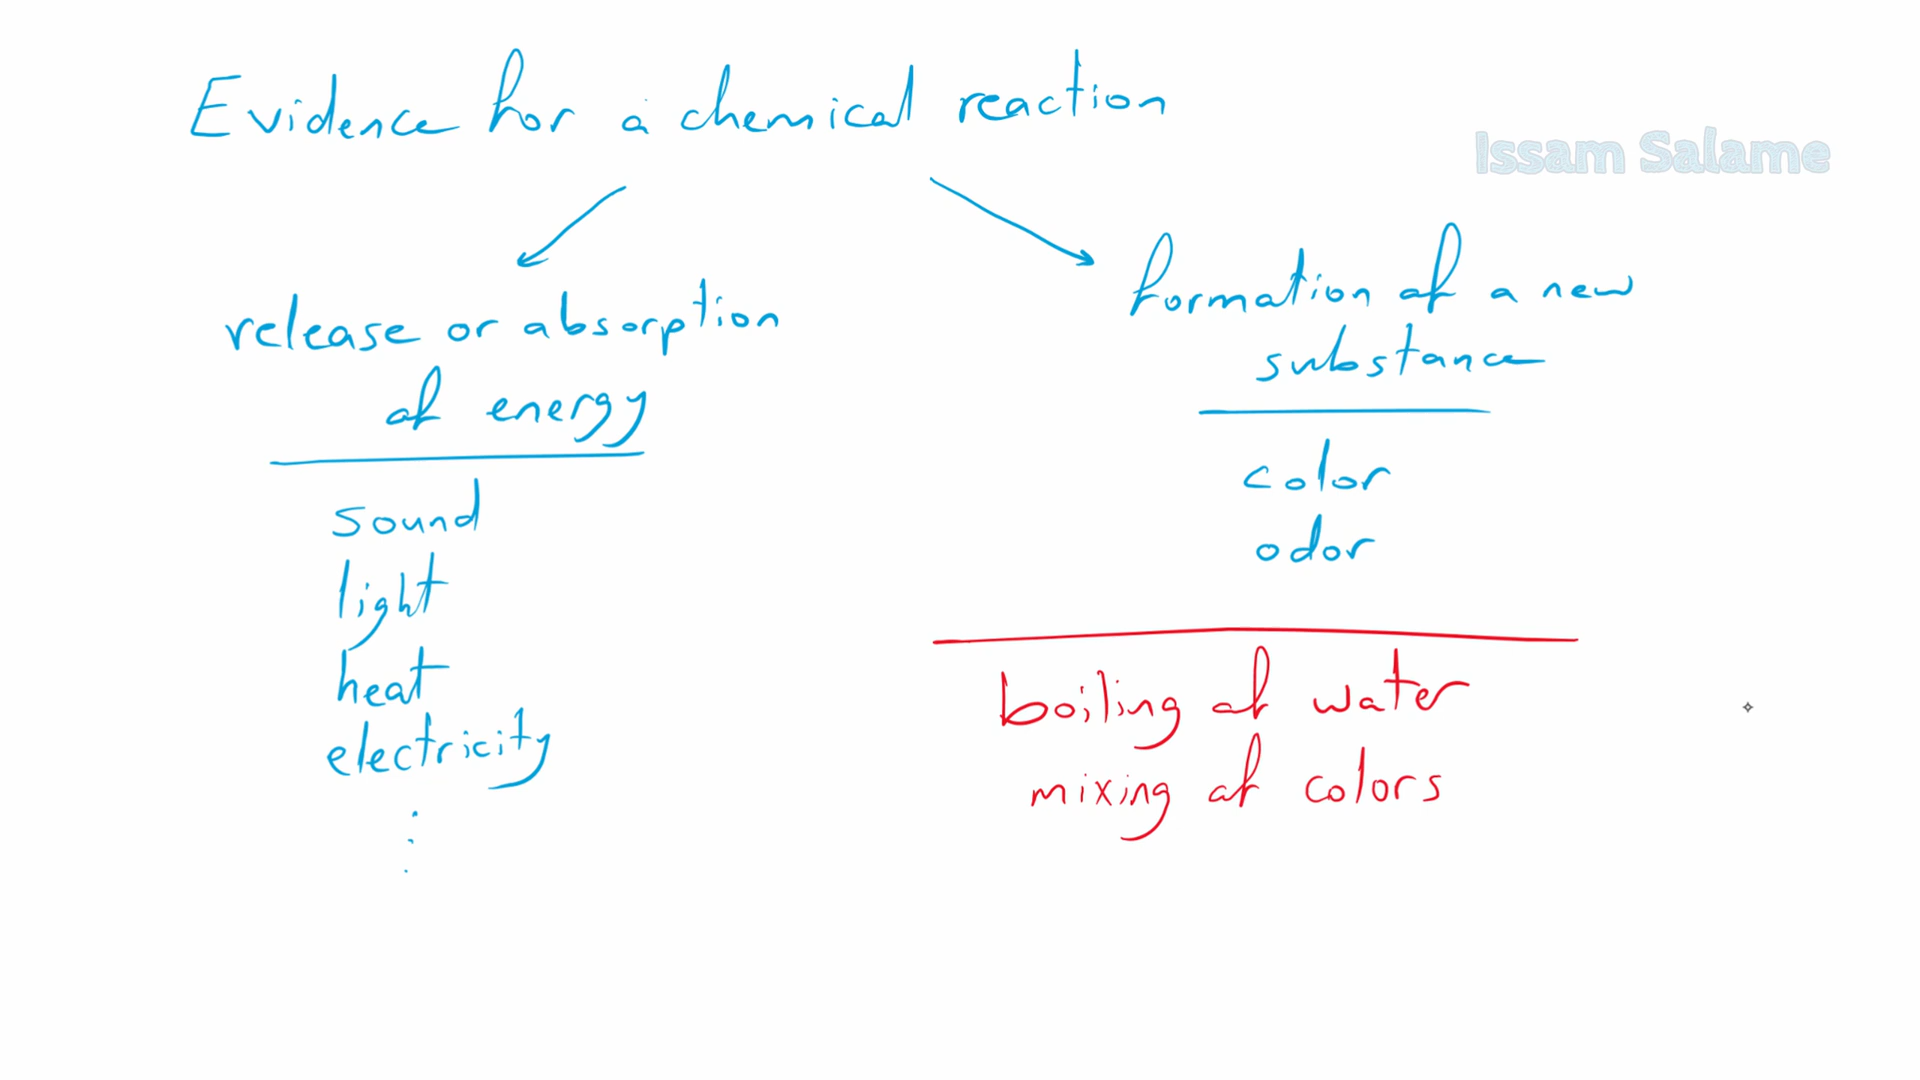 Evidence for a chemical reaction
Issam Salame
release or absorption
of energy
sound
light
heat
electricity
formation of a new
substance
color
odor
boiling of water
mixing of colors